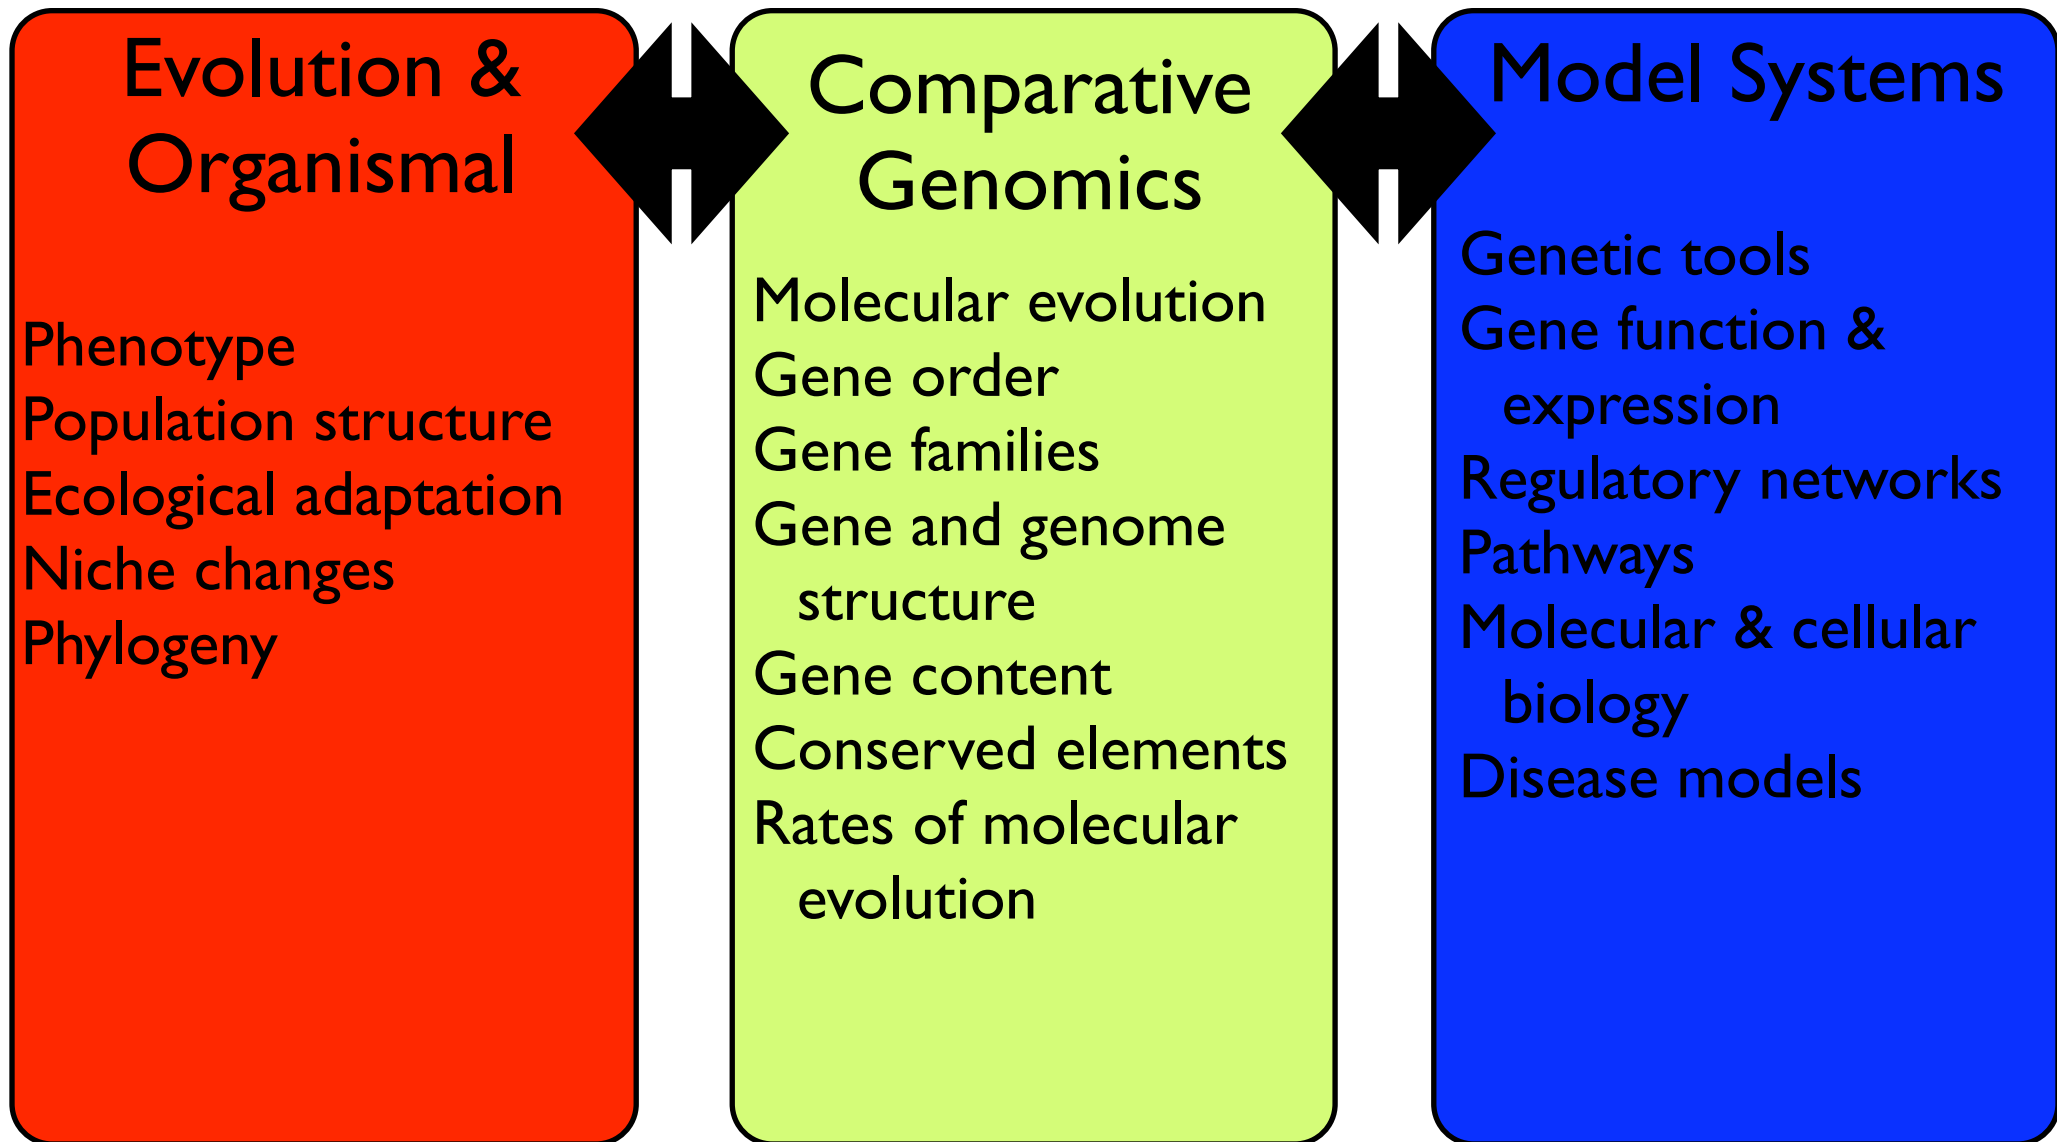 Evolution &
Organismal
Phenotype
Population structure
Ecological adaptation
Niche changes
Phylogeny
Comparative
Genomics
Molecular evolution
Gene order
Gene families
Gene and genome
structure
Gene content
Conserved elements
Rates of molecular
evolution
Model Systems
Genetic tools
Gene function &
expression
Regulatory networks
Pathways
Molecular & cellular
biology
Disease models